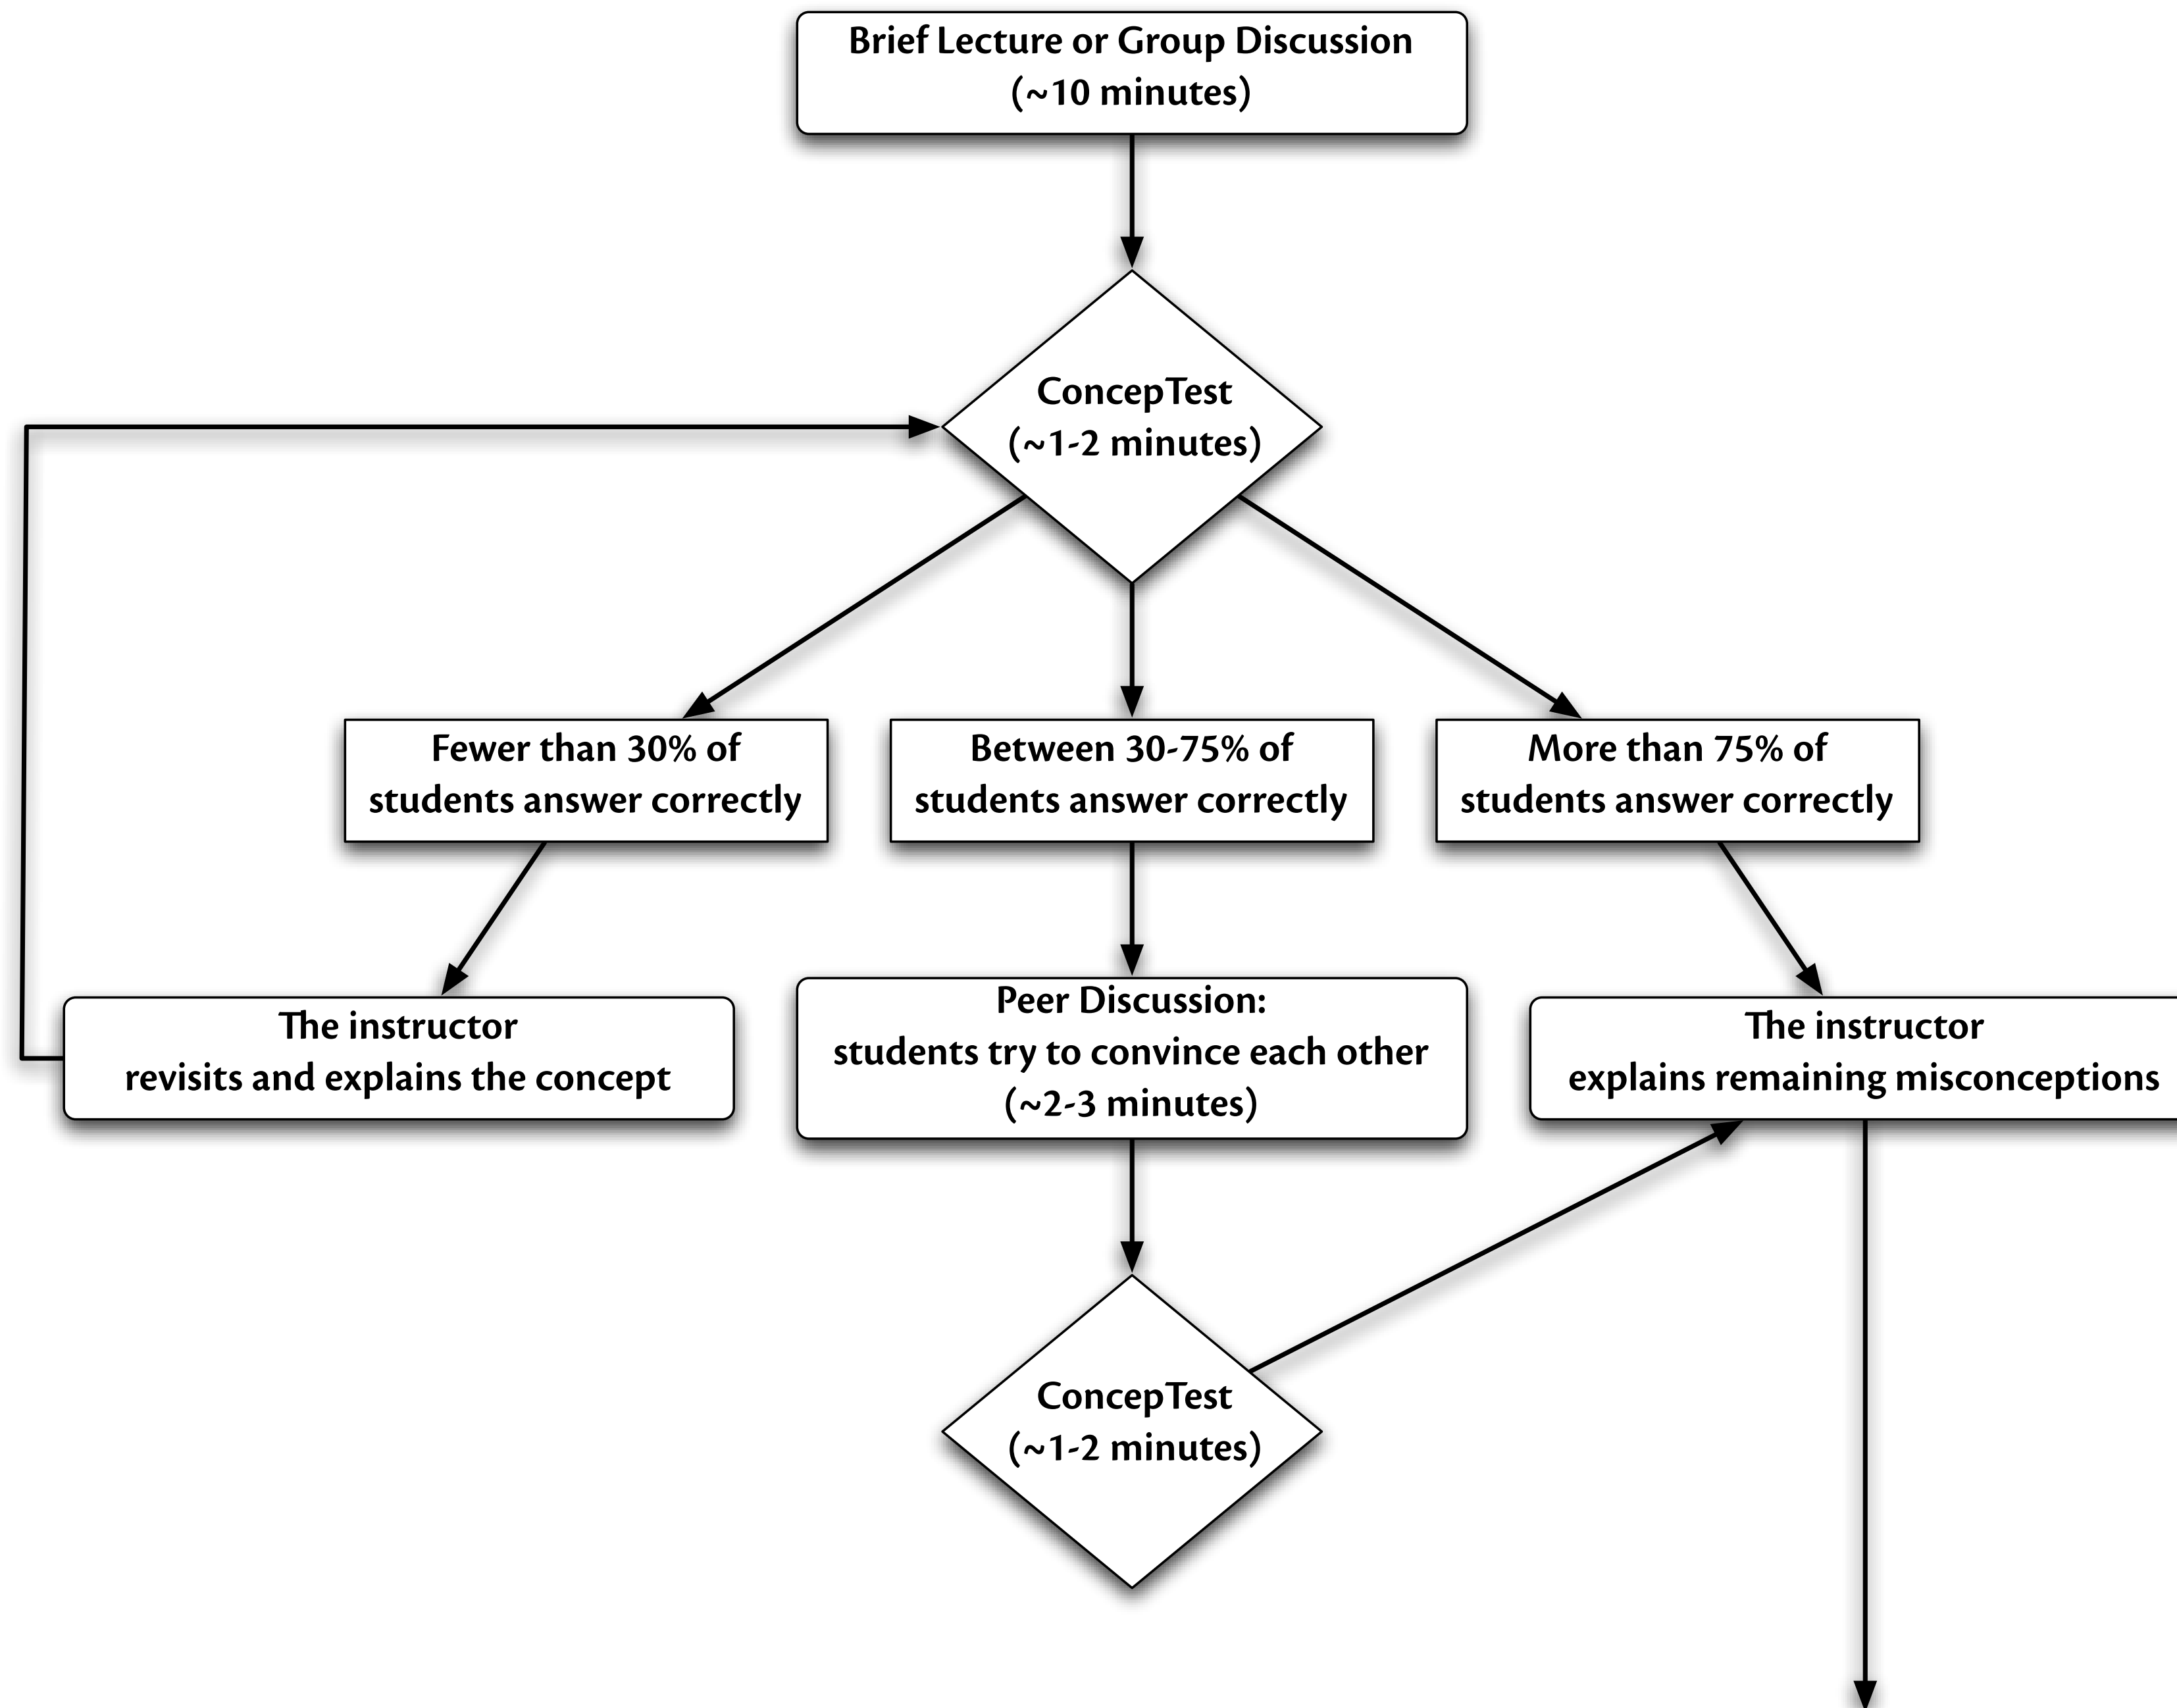 Brief Lecture or Group Discussion
(~10 minutes)
ConcepTest
(~1-2 minutes)
Fewer than 30% of
students answer correctly
Between 30-75% of
students answer correctly
More than 75% of
students answer correctly
The instructor
revisits and explains the concept
Peer Discussion:
students try to convince each other
(~2-3 minutes)
The instructor
explains remaining misconceptions
ConcepTest
(~1-2 minutes)